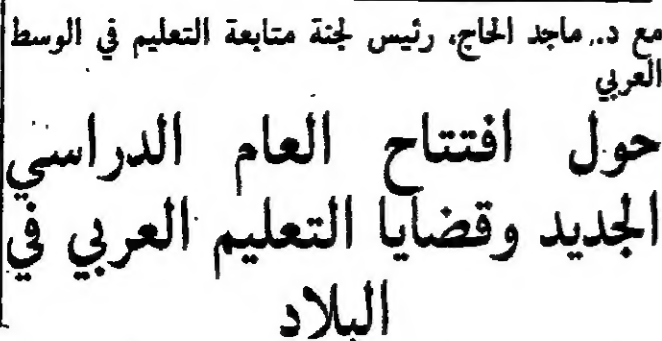 مع د. ماجد الحاج، رئيس لجنة متابعة التعليم في الوسط
العربي
حول افتتاح العام الدراسي
الجديد وقضايا التعليم العربي في
البلاد